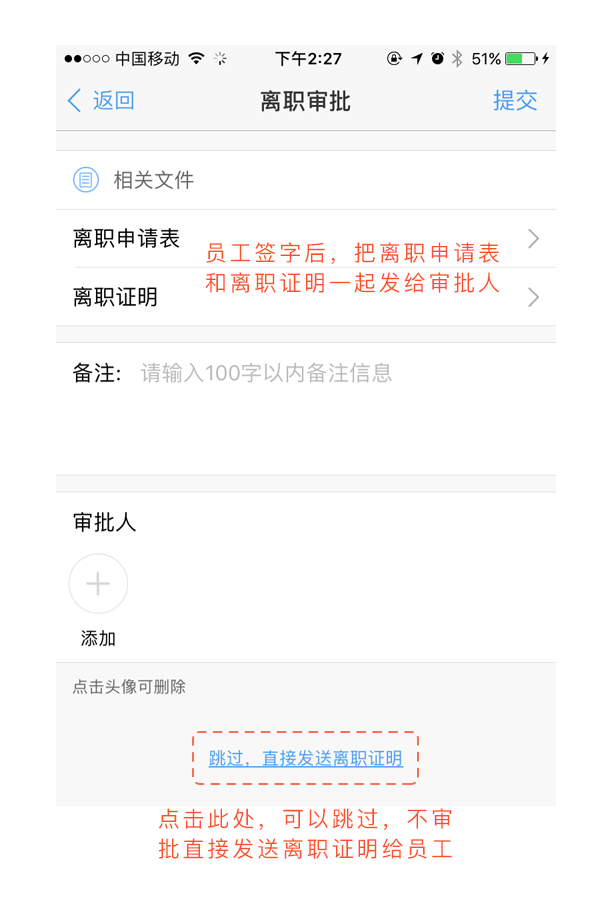 中国移动 下午2:27 51%
返回 离职审批 提交
相关文件
离职申请表
员工签字后，把离职申请表
和离职证明一起发给审批人
离职证明
备注: 请输入100字以内备注信息
审批人
添加
点击头像可删除
跳过，直接发送离职证明
点击此处，可以跳过，不审
批直接发送离职证明给员工